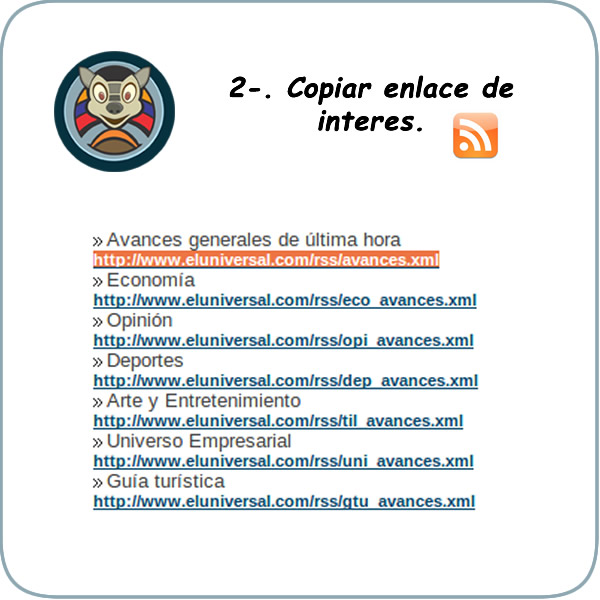 2-. Copiar enlace de
interes.
» Avances generales de última hora
http://www.eluniversal.com/rss/avances.xml
» Economía
http://www.eluniversal.com/rss/eco_avances.xml
» Opinión
http://www.eluniversal.com/rss/opi_avances.xml
» Deportes
http://www.eluniversal.com/rss/dep_avances.xml
» Arte y Entretenimiento
http://www.eluniversal.com/rss/til_avances.xml
» Universo Empresarial
http://www.eluniversal.com/rss/uni_avances.xml
» Guía turística
http://www.eluniversal.com/rss/gtu_avances.xml